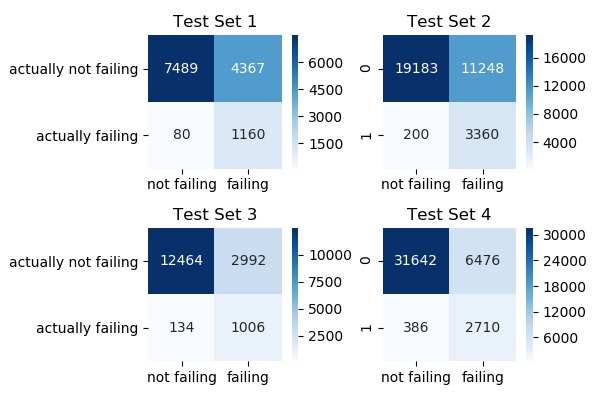 Test Set 1
actually not failing 7489 4367
actually failing 80 1160
not failing failing
6000
4500
3000
1500
Test Set 2
0 19183 11248
1 200 3360
not failing failing
16000
12000
8000
4000
Test Set 3
actually not failing 12464 2992
actually failing 134 1006
not failing failing
10000
7500
5000
2500
Test Set 4
0 31642 6476
1 386 2710
not failing failing
30000
24000
18000
12000
6000